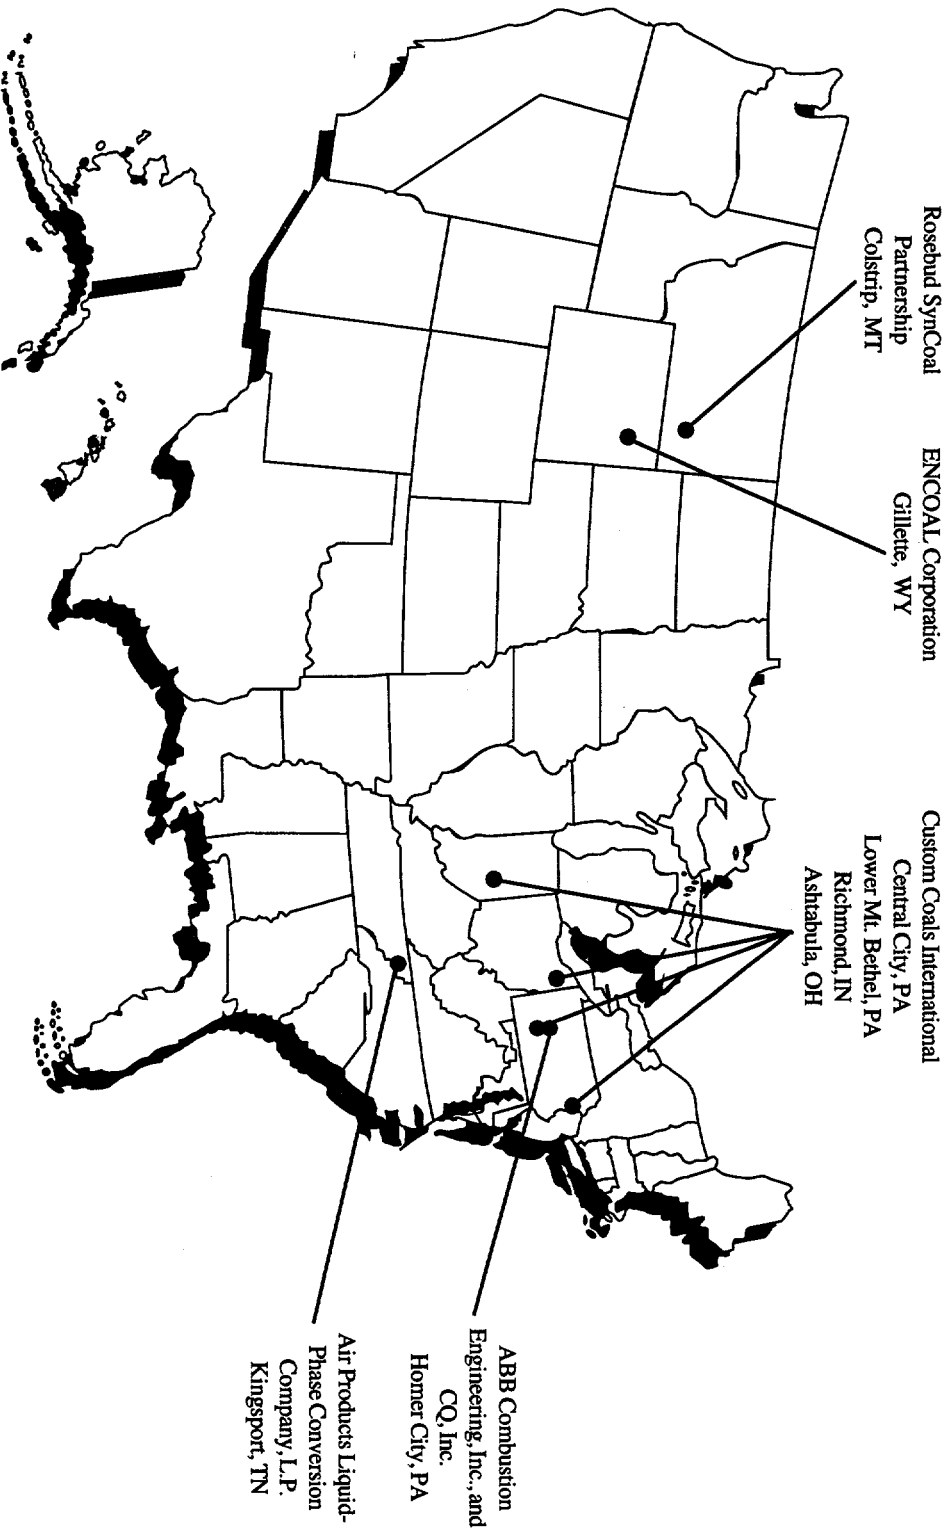 Rosebud SynCoal
Partnership
Colstrip, MT
ENCOAL Corporation
Gillette, WY
Custom Coals International
Central City, PA
Lower Mt. Bethel, PA
Richmond, IN
Ashtabula, OH
ABB Combustion
Engineering, Inc., and
CQ, Inc.
Homer City, PA
Air Products Liquid-
Phase Conversion
Company, L.P.
Kingsport, TN